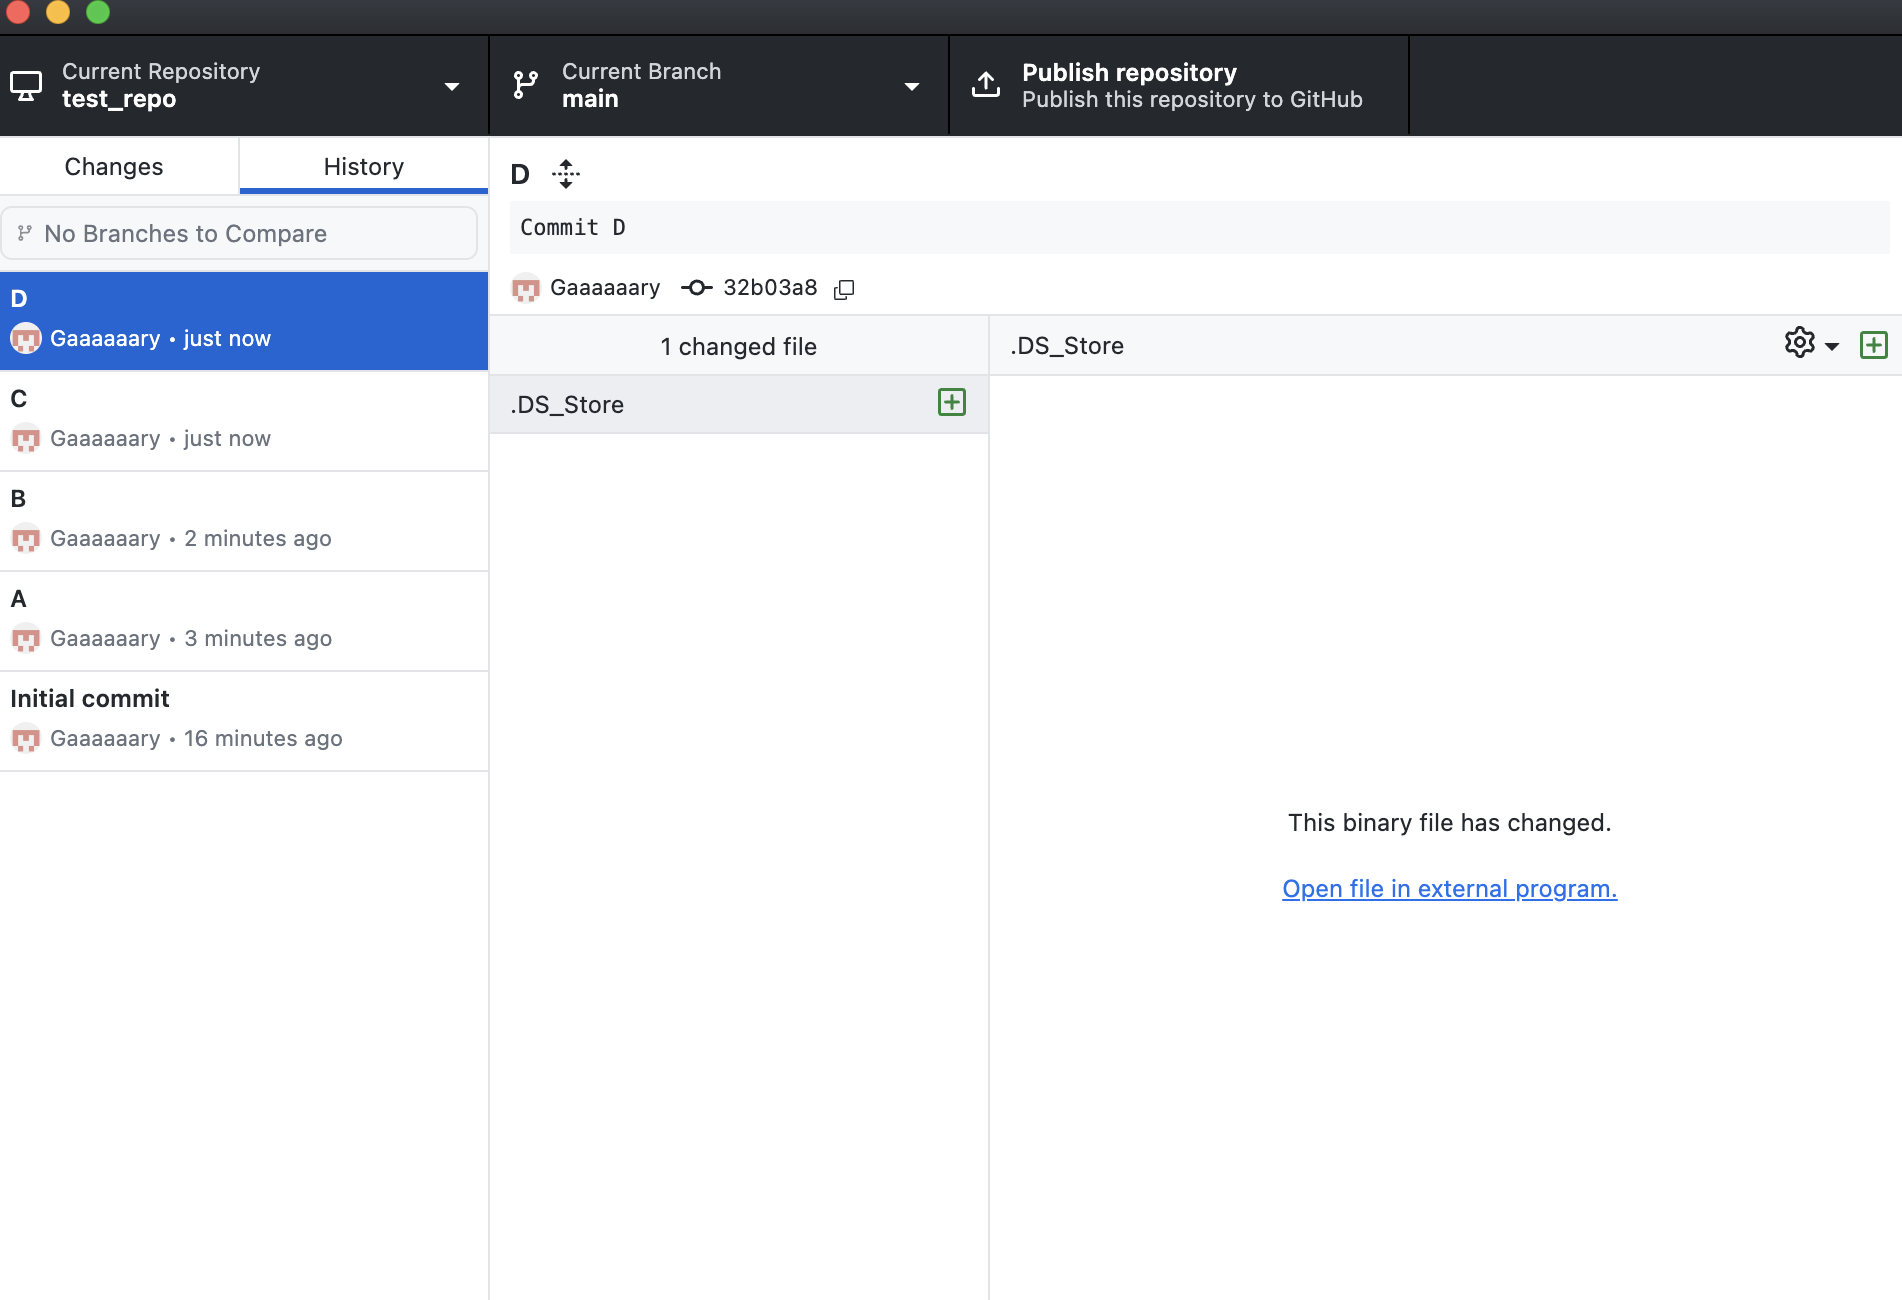 Current Repository
test_repo
Current Branch
main
Publish repository
Publish this repository to GitHub
Changes
History
No Branches to Compare
D
Gaaaaaary • just now
C
Gaaaaaary • just now
B
Gaaaaaary • 2 minutes ago
A
Gaaaaaary • 3 minutes ago
Initial commit
Gaaaaaary • 16 minutes ago
D
Commit D
Gaaaaaary 32b03a8
1 changed file
.DS_Store
.DS_Store
This binary file has changed.
Open file in external program.